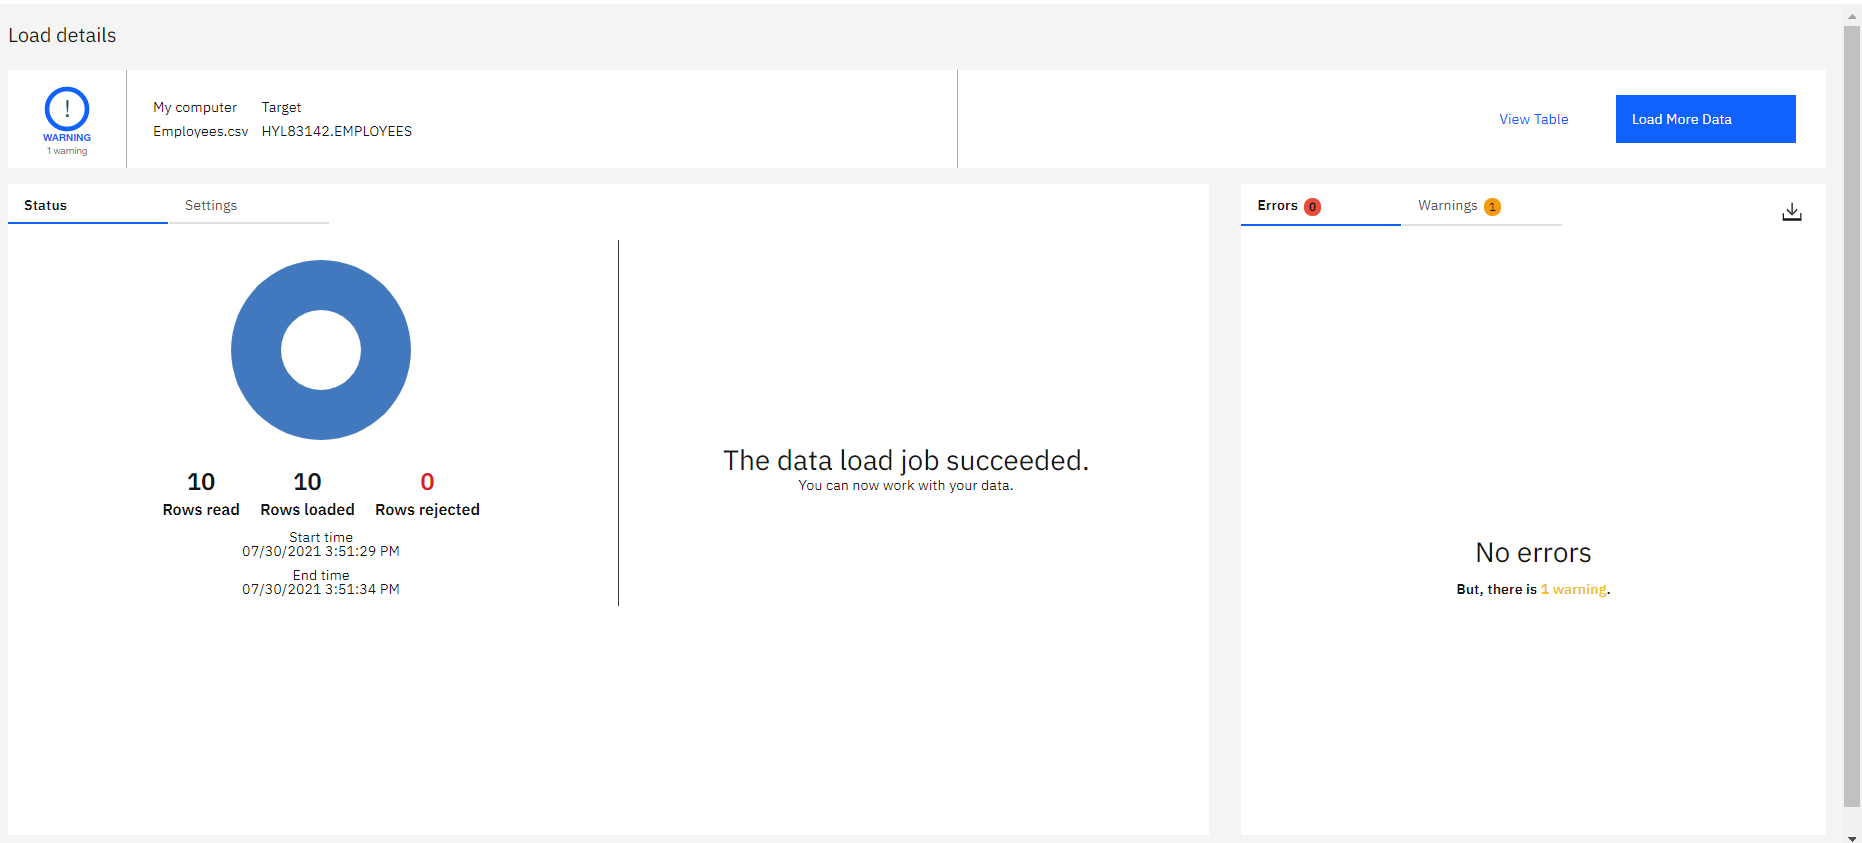 Load details
!
WARNING
1 warning
My computer Target
Employees.csv HYL83142.EMPLOYEES
View Table
Load More Data
Status Settings
10 10 0
Rows read Rows loaded Rows rejected
Start time
07/30/2021 3:51:29 PM
End time
07/30/2021 3:51:34 PM
The data load job succeeded.
You can now work with your data.
Errors 0 Warnings 1
No errors
But, there is 1 warning.